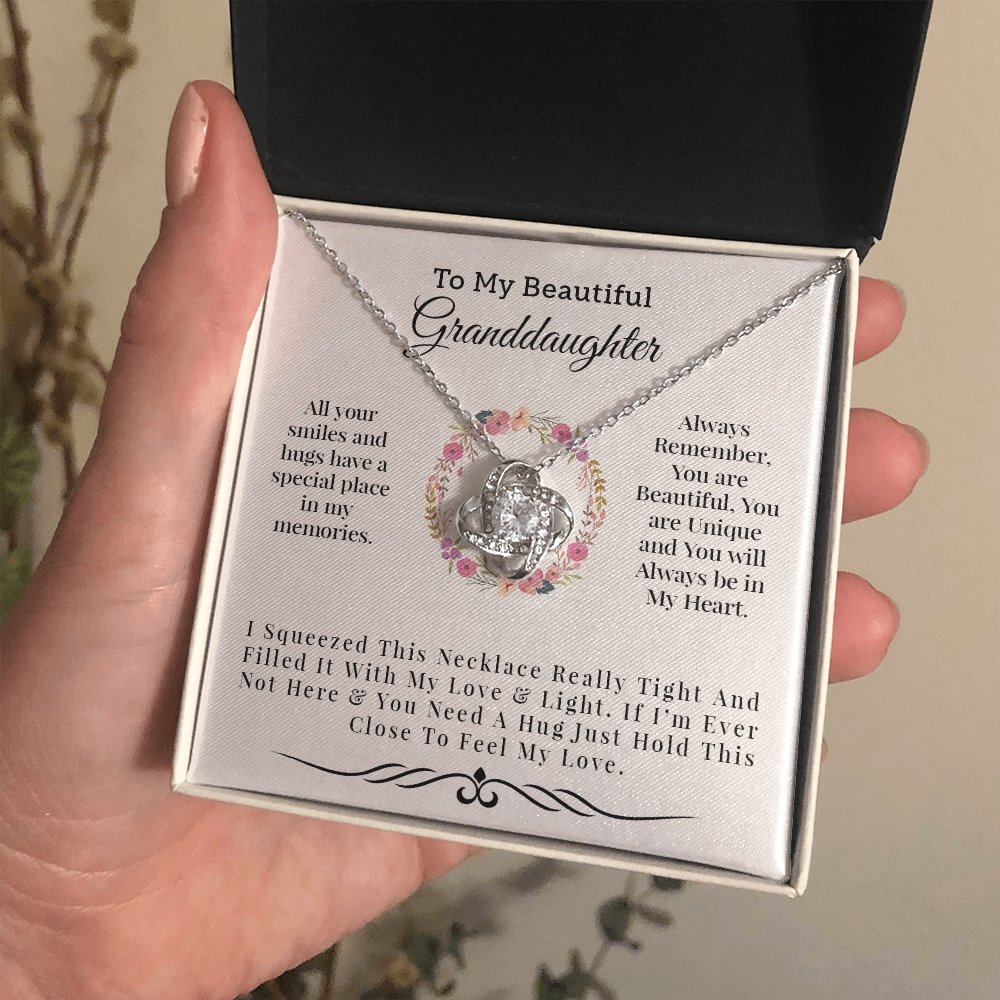 To My Beautiful
Granddaughter
All your
smiles and
hugs have a
special place
in my
memories.
Always
Remember,
You are
Beautiful, You
are Unique
and You will
Always be in
My Heart.
I Squeezed This Necklace Really Tight And
Filled It With My Love & Light. If I'm Ever
Not Here & You Need A Hug Just Hold This
Close To Feel My Love.